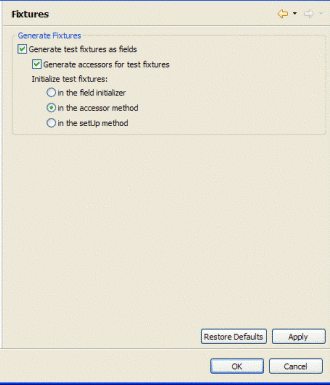 Fixtures
Generate Fixtures
Generate test fixtures as fields
Generate accessors for test fixtures
Initialize test fixtures:
in the field initializer
in the accessor method
in the setUp method
Restore Defaults
Apply
OK
Cancel